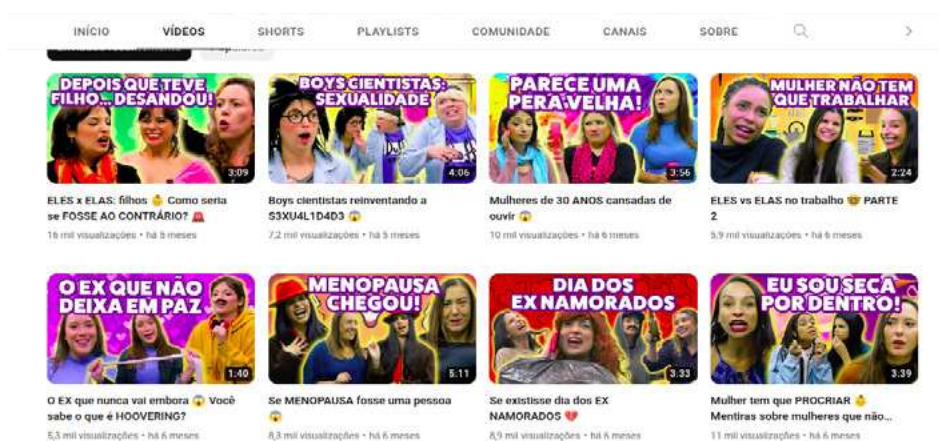 INÍCIO VÍDEOS SHORTS PLAYLISTS COMUNIDADE CANAIS SOBRE
DEPOIS QUE TEVE
FILHO... DESANDOU!
3:09
BOYS CIENTISTAS:
SEXUALIDADE
4:06
PARECE UMA
PERA VELHA!
3:56
MULHER NÃO TEM
QUE TRABALHAR
2:24
ELES x ELAS: filhos 👶 Como seria
se FOSSE AO CONTRÁRIO? 🚨
16 mil visualizações • há 5 meses
Boys cientistas reinventando a
S3XU4L1D4D3 😱
7,2 mil visualizações • há 5 meses
Mulheres de 30 ANOS cansadas de
ouvir 😱
10 mil visualizações • há 6 meses
ELES vs ELAS no trabalho 🤓 PARTE
2
5,9 mil visualizações • há 6 meses
O EX QUE NÃO
DEIXA EM PAZ
1:40
MENOPAUSA
CHEGOU!
5:11
DIA DOS
EX NAMORADOS
3:33
EU SOU SECA
POR DENTRO!
3:39
O EX que nunca vai embora 😱 Você
sabe o que é HOOVERING?
5,3 mil visualizações • há 6 meses
Se MENOPAUSA fosse uma pessoa
😱
8,3 mil visualizações • há 6 meses
Se existisse dia dos EX
NAMORADOS 💔
8,9 mil visualizações • há 6 meses
Mulher tem que PROCRIAR 👶
Mentiras sobre mulheres que não...
11 mil visualizações • há 6 meses